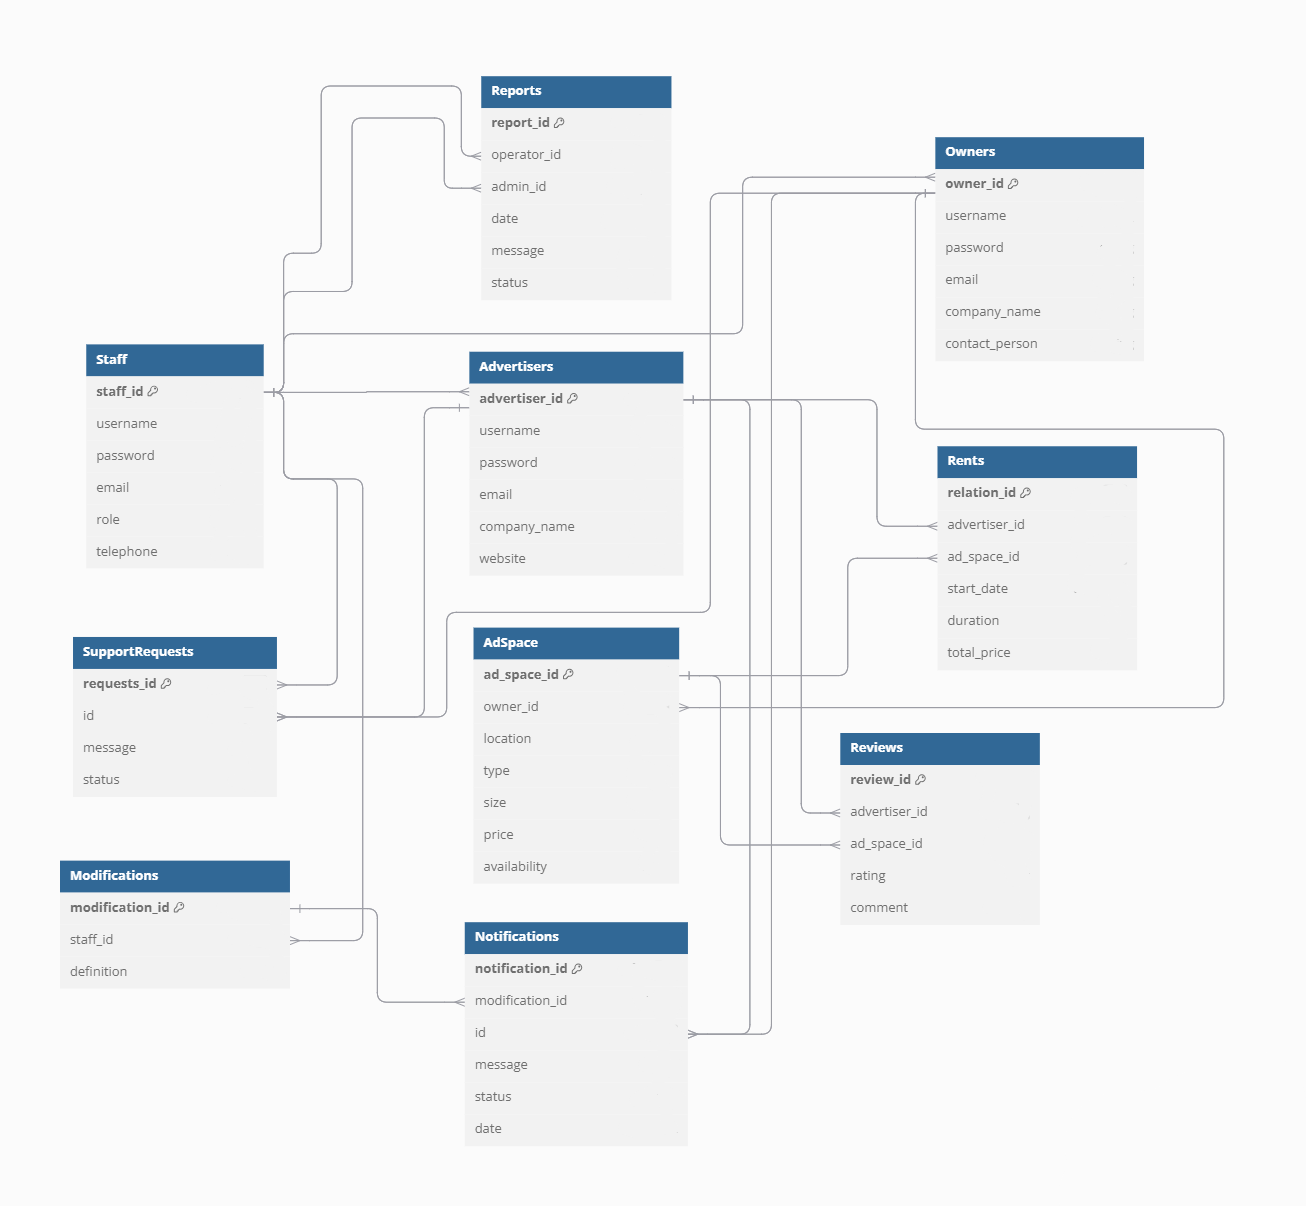 Reports
report_id
operator_id
admin_id
date
message
status
Owners
owner_id
username
password
email
company_name
contact_person
Staff
staff_id
username
password
email
role
telephone
Advertisers
advertiser_id
username
password
email
company_name
website
Rents
relation_id
advertiser_id
ad_space_id
start_date
duration
total_price
SupportRequests
requests_id
id
message
status
AdSpace
ad_space_id
owner_id
location
type
size
price
availability
Reviews
review_id
advertiser_id
ad_space_id
rating
comment
Modifications
modification_id
staff_id
definition
Notifications
notification_id
modification_id
id
message
status
date